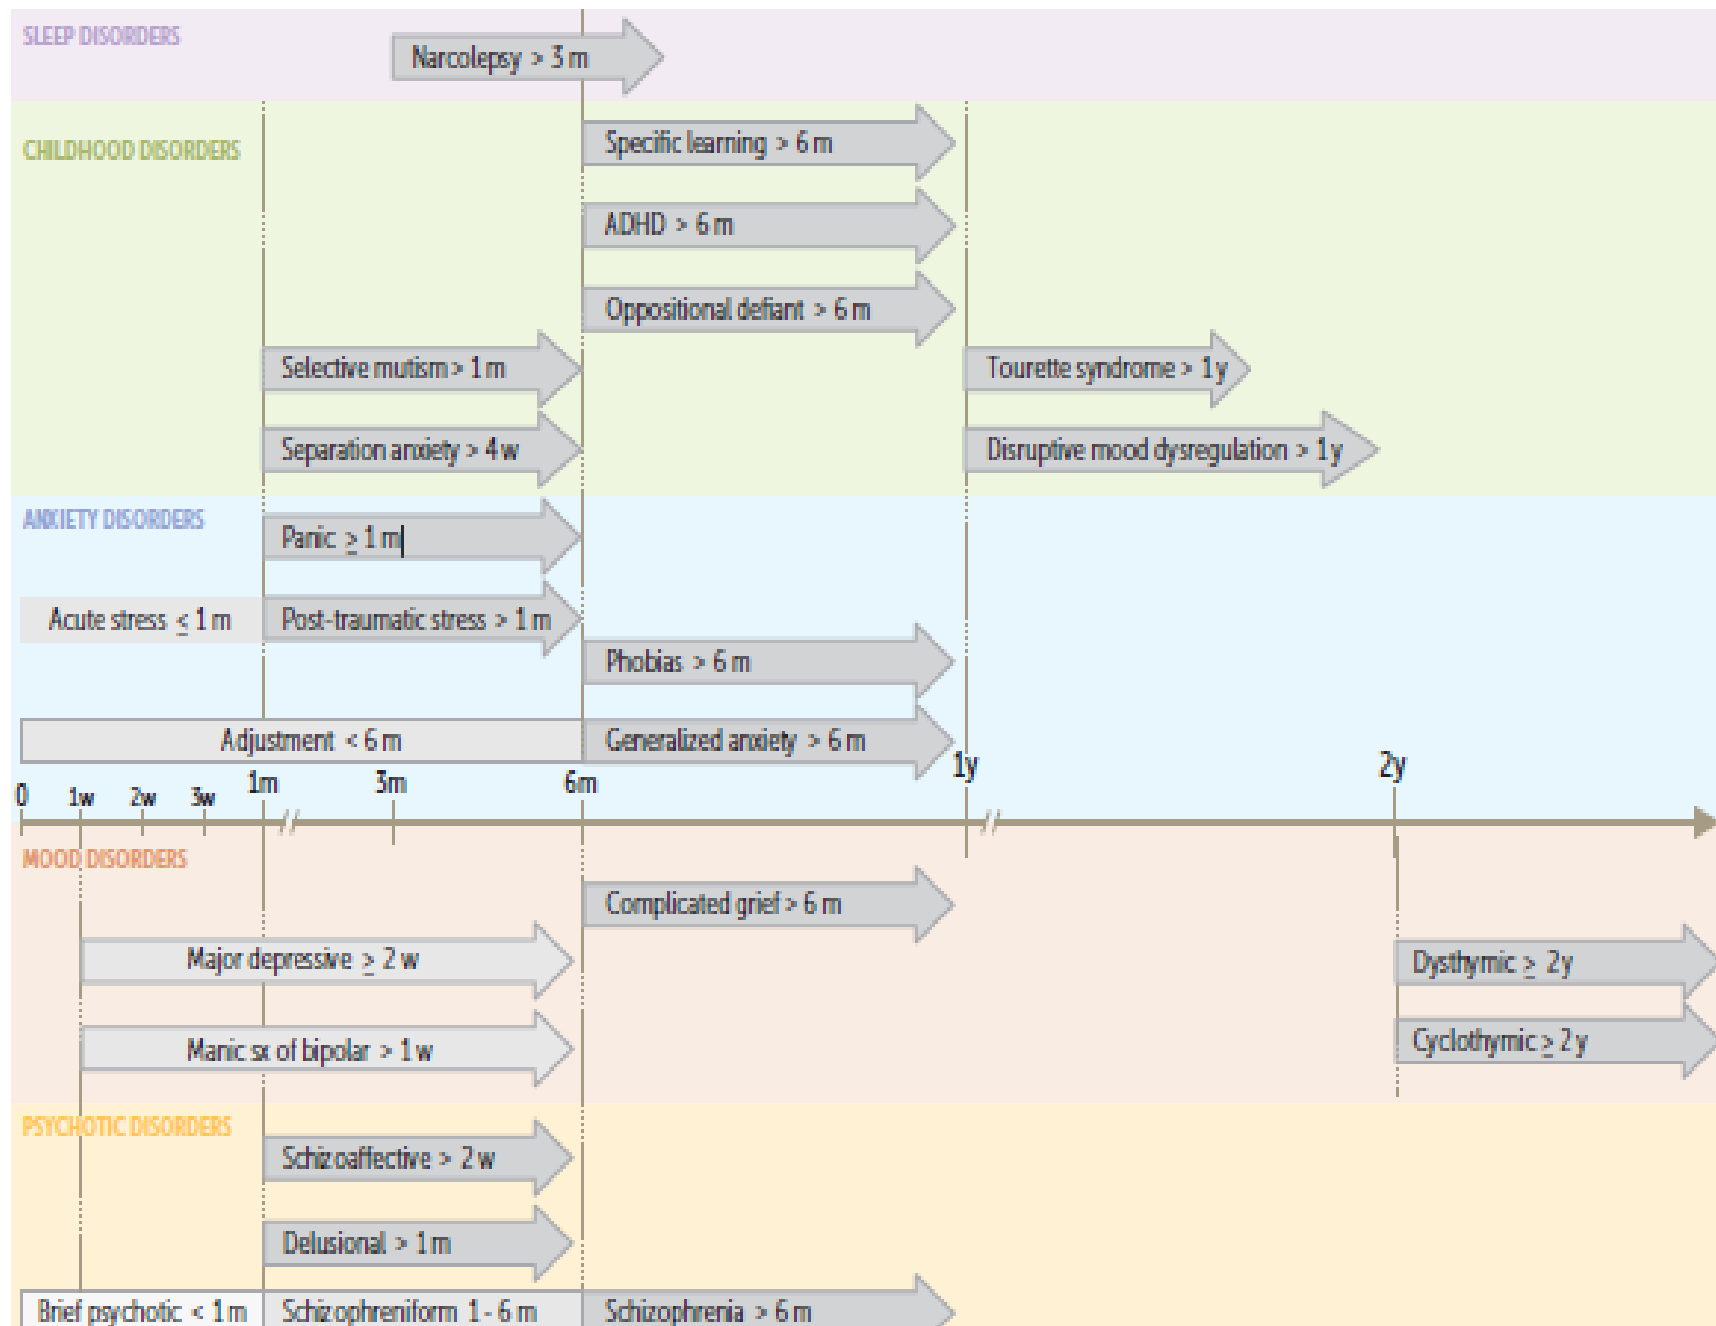 SLEEP DISORDERS
Narcolepsy > 3 m
CHILDHOOD DISORDERS
Specific learning > 6 m
ADHD > 6 m
Oppositional defiant > 6 m
Selective mutism > 1 m
Tourette syndrome > 1 y
Separation anxiety > 4 w
Disruptive mood dysregulation > 1 y
ANXIETY DISORDERS
Panic ≥ 1 m
Acute stress ≤ 1 m
Post-traumatic stress > 1 m
Phobias > 6 m
Adjustment < 6 m
Generalized anxiety > 6 m
0 1w 2w 3w 1m 3m 6m 1y 2y
MOOD DISORDERS
Complicated grief > 6 m
Major depressive ≥ 2 w
Dysthymic ≥ 2 y
Manic sx of bipolar > 1 w
Cyclothymic ≥ 2 y
PSYCHOTIC DISORDERS
Schizoaffective > 2 w
Delusional > 1 m
Brief psychotic < 1 m
Schizophreniform 1 - 6 m
Schizophrenia > 6 m